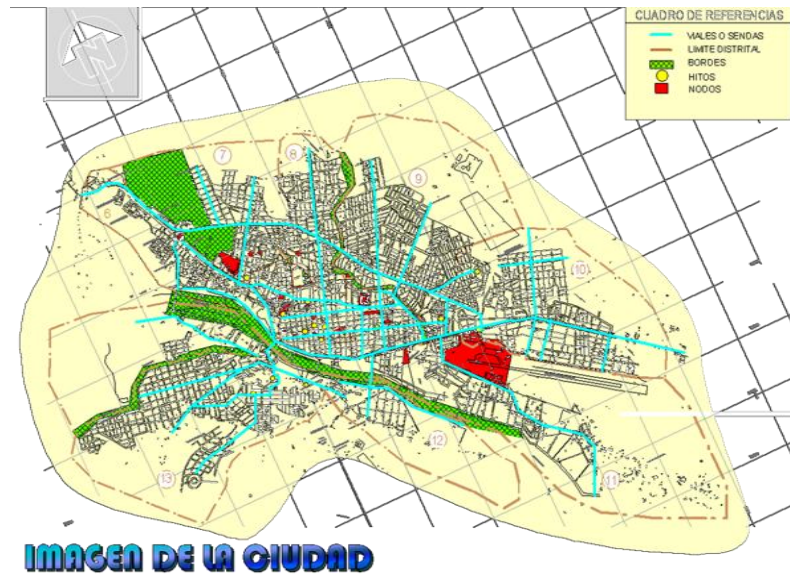 CUADRO DE REFERENCIAS
VIALES O SENDAS
LIMITE DISTRITAL
BORDES
HITOS
NODOS
7
8
9
6
10
12
13
11
IMAGEN DE LA CIUDAD